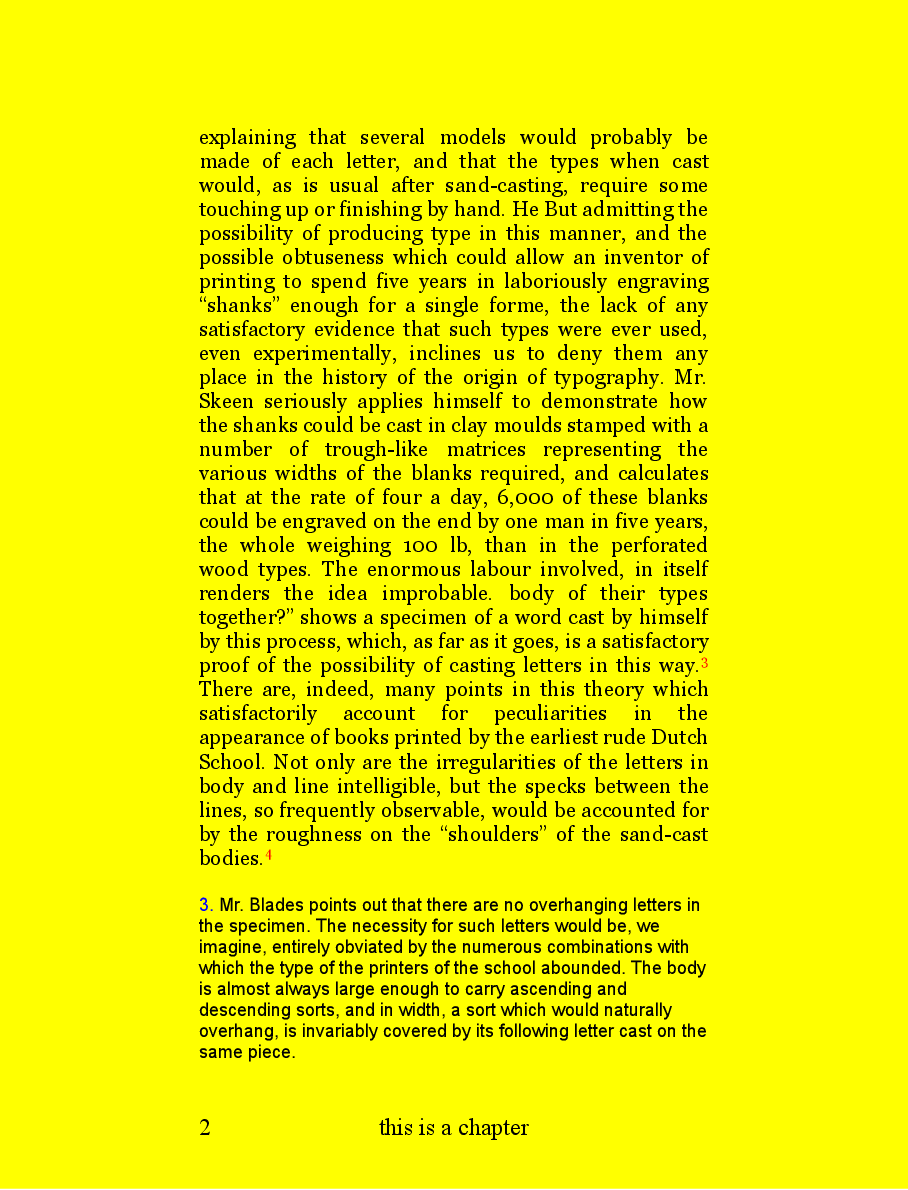 explaining that several models would probably be
made of each letter, and that the types when cast
would, as is usual after sand-casting, require some
touching up or finishing by hand. He But admitting the
possibility of producing type in this manner, and the
possible obtuseness which could allow an inventor of
printing to spend five years in laboriously engraving
“shanks” enough for a single forme, the lack of any
satisfactory evidence that such types were ever used,
even experimentally, inclines us to deny them any
place in the history of the origin of typography. Mr.
Skeen seriously applies himself to demonstrate how
the shanks could be cast in clay moulds stamped with a
number of trough-like matrices representing the
various widths of the blanks required, and calculates
that at the rate of four a day, 6,000 of these blanks
could be engraved on the end by one man in five years,
the whole weighing 100 lb, than in the perforated
wood types. The enormous labour involved, in itself
renders the idea improbable. body of their types
together?” shows a specimen of a word cast by himself
by this process, which, as far as it goes, is a satisfactory
proof of the possibility of casting letters in this way.3
There are, indeed, many points in this theory which
satisfactorily account for peculiarities in the
appearance of books printed by the earliest rude Dutch
School. Not only are the irregularities of the letters in
body and line intelligible, but the specks between the
lines, so frequently observable, would be accounted for
by the roughness on the “shoulders” of the sand-cast
bodies.4
3. Mr. Blades points out that there are no overhanging letters in
the specimen. The necessity for such letters would be, we
imagine, entirely obviated by the numerous combinations with
which the type of the printers of the school abounded. The body
is almost always large enough to carry ascending and
descending sorts, and in width, a sort which would naturally
overhang, is invariably covered by its following letter cast on the
same piece.
2 this is a chapter